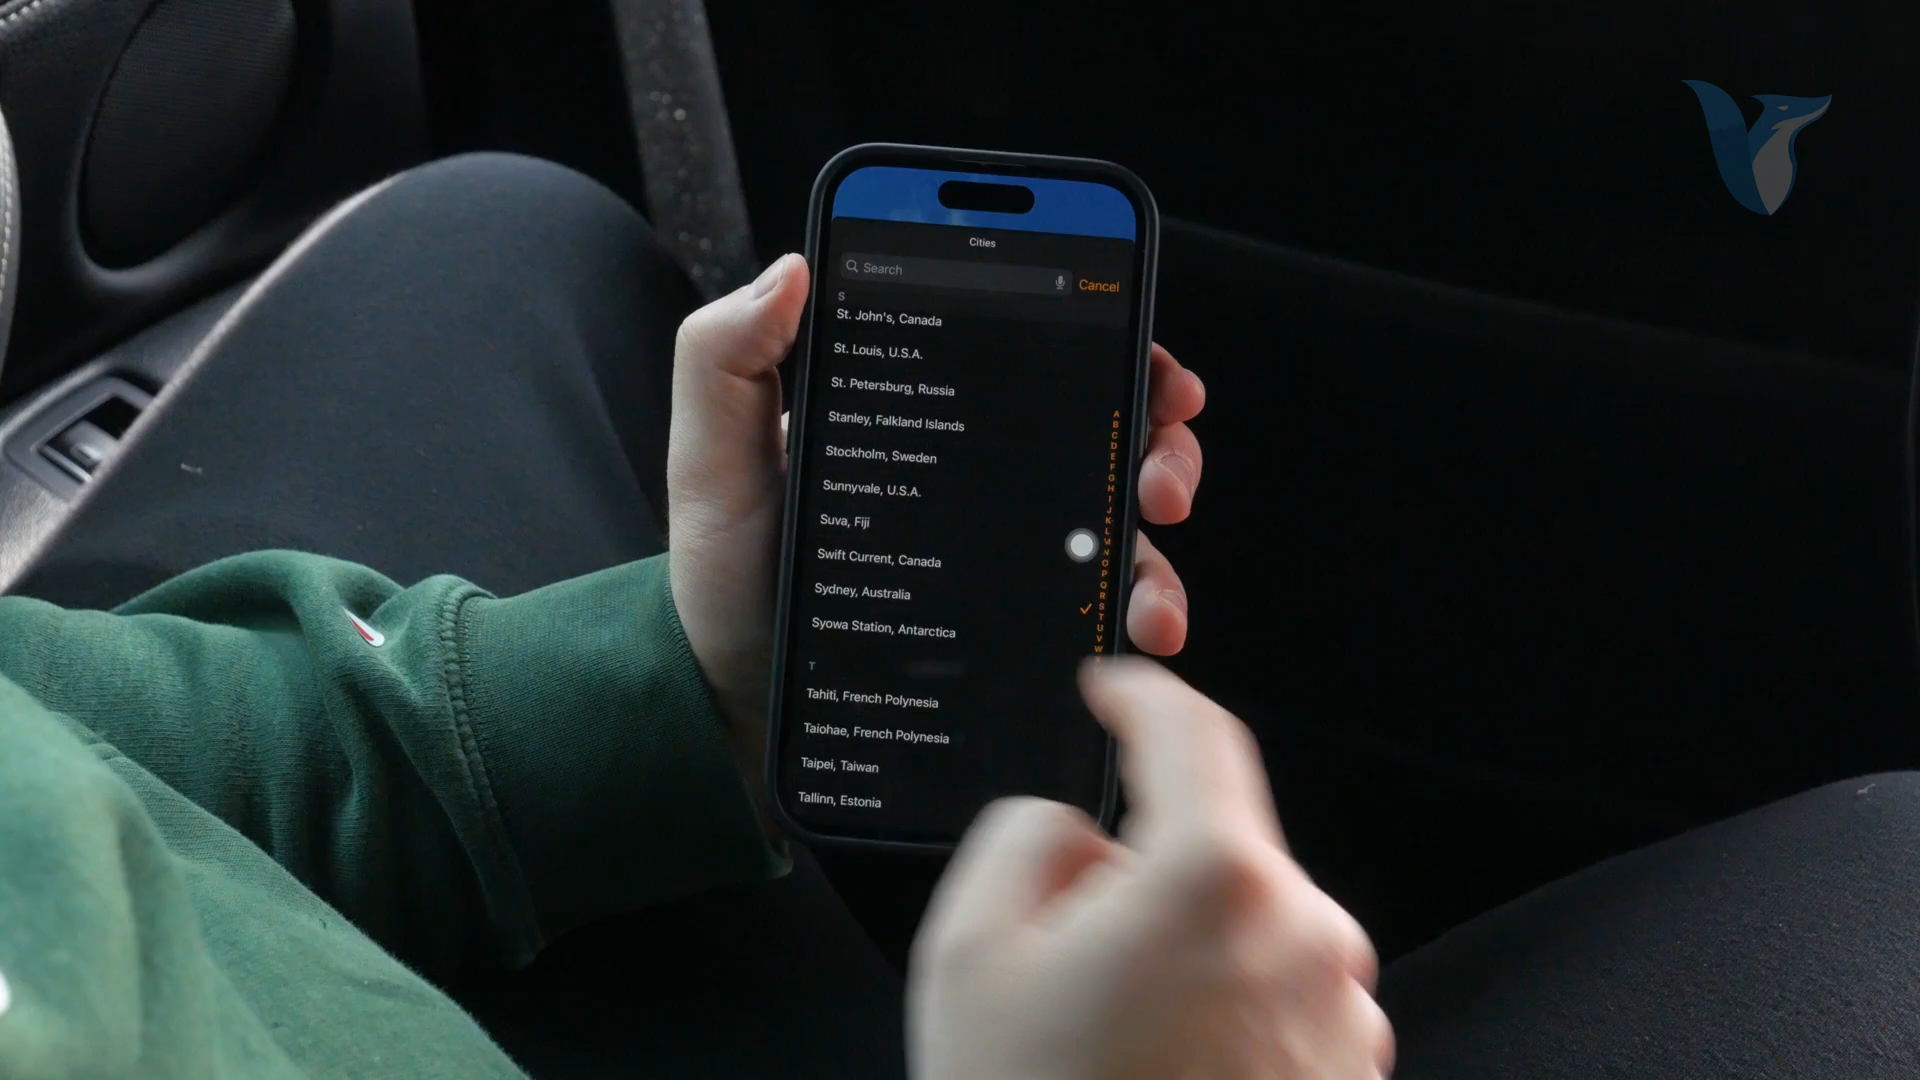 Cities
Search
Cancel
S
St. John's, Canada
St. Louis, U.S.A.
St. Petersburg, Russia
Stanley, Falkland Islands
Stockholm, Sweden
Sunnyvale, U.S.A.
Suva, Fiji
Swift Current, Canada
Sydney, Australia
Syowa Station, Antarctica
T
Tahiti, French Polynesia
Taiohae, French Polynesia
Taipei, Taiwan
Tallinn, Estonia
A
B
C
D
E
F
G
H
I
J
K
L
M
N
O
P
Q
R
S
T
U
V
W